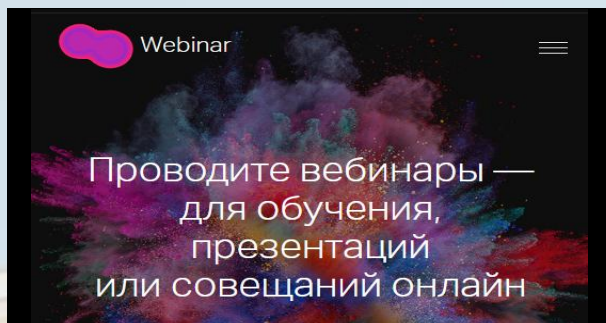 Webinar
Проводите вебинары —
для обучения,
презентаций
или совещаний онлайн